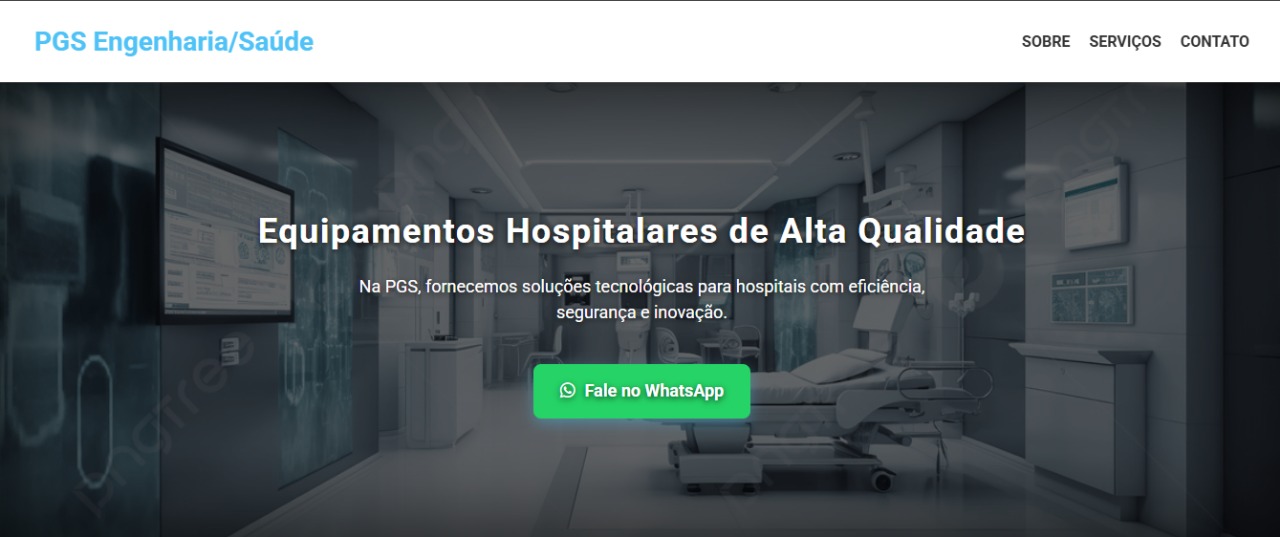 PGS Engenharia/Saúde
SOBRE SERVIÇOS CONTATO
Equipamentos Hospitalares de Alta Qualidade
Na PGS, fornecemos soluções tecnológicas para hospitais com eficiência,
segurança e inovação.
Fale no WhatsApp